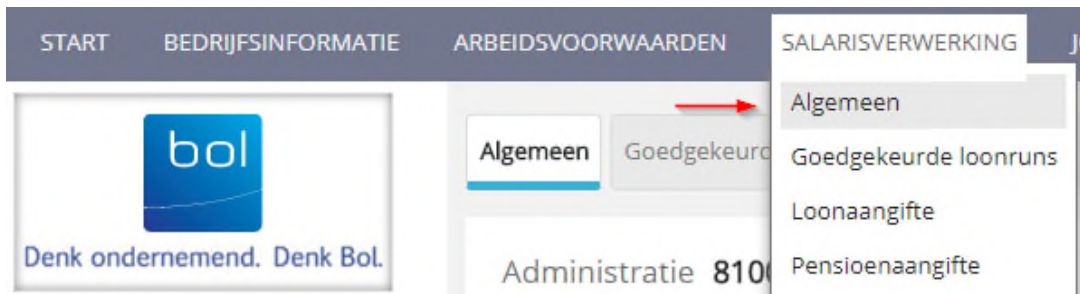 START BEDRIJFSINFORMATIE ARBEIDSVOORWAARDEN SALARISVERWERKING
Algemeen
Goedgekeurde loonruns
Loonaangifte
Pensioenaangifte
bol
Denk ondernemend. Denk Bol.
Algemeen
Administratie